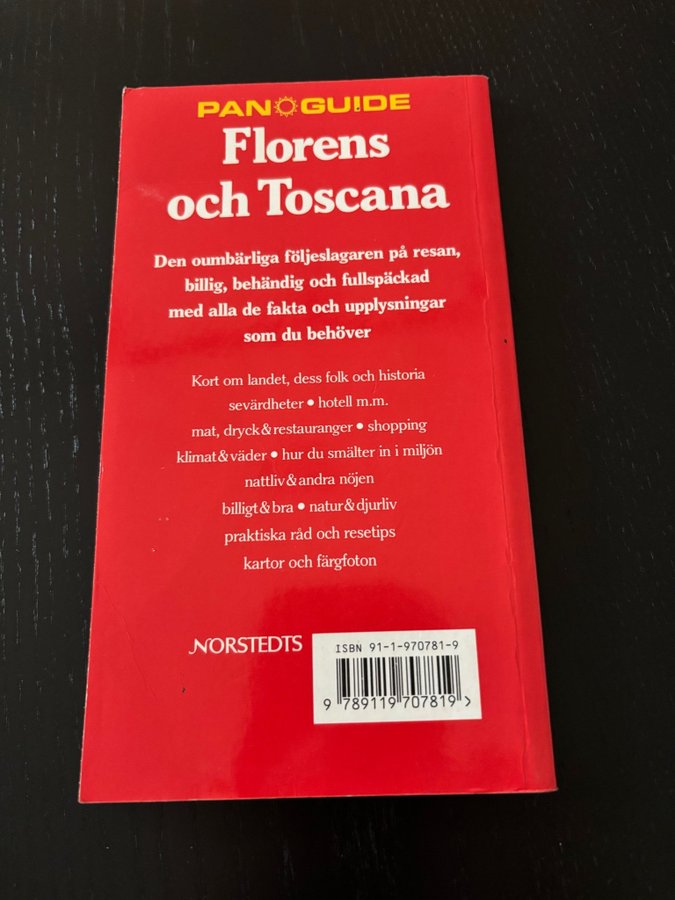 PAN GUIDE
Florens
och Toscana
Den oumbärliga följeslagaren på resan,
billig, behändig och fullspäckad
med alla de fakta och upplysningar
som du behöver
Kort om landet, dess folk och historia
sevärdheter • hotell m.m.
mat, dryck & restauranger • shopping
klimat & väder • hur du smälter in i miljön
nattliv & andra nöjen
billigt & bra • natur & djurliv
praktiska råd och resetips
kartor och färgfoton
NORSTEDTS
ISBN 91-1-970781-9
9 789119 707819 >